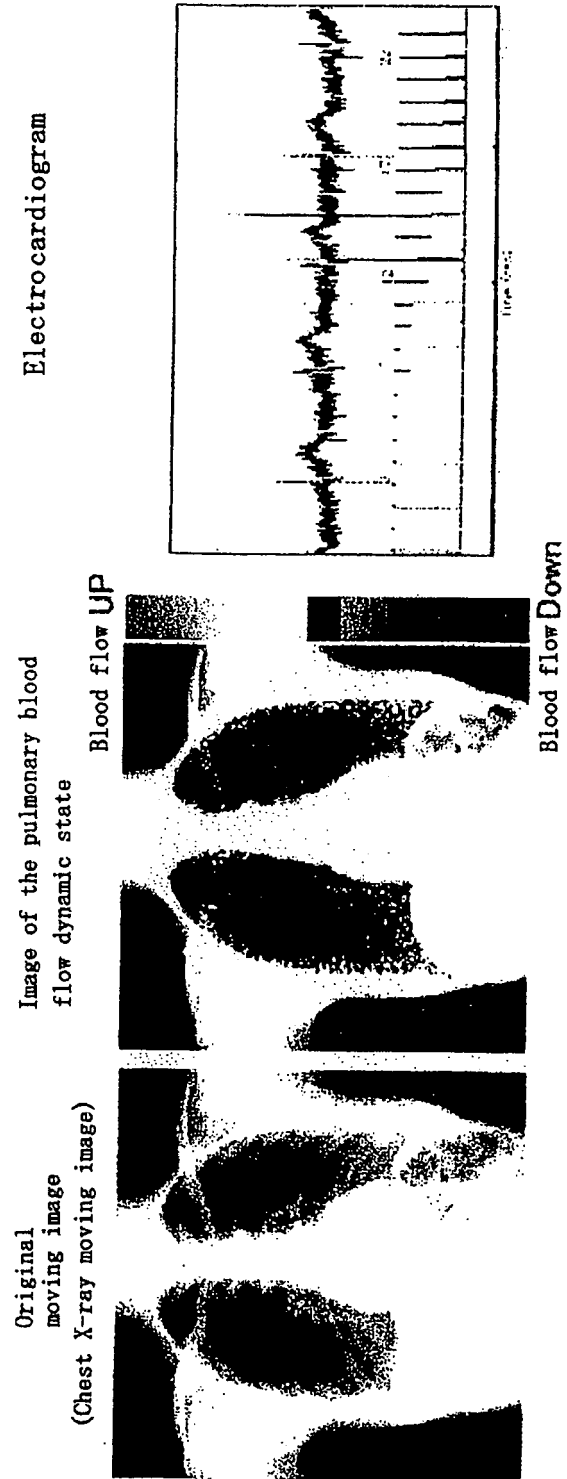 Original
moving image
(Chest X-ray moving image)
Image of the pulmonary blood
flow dynamic state
Blood flow UP
Blood flow Down
Electrocardiogram